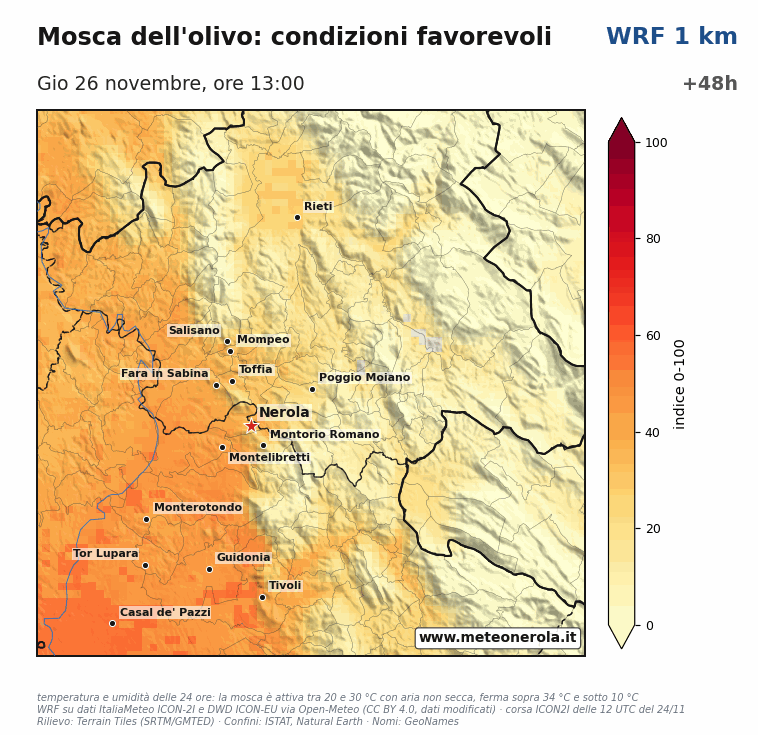 Mosca dell'olivo: condizioni favorevoli
WRF 1 km
Gio 26 novembre, ore 13:00
+48h
Rieti
Salisano
Mompeo
Fara in Sabina
Toffia
Poggio Moiano
Nerola
Montorio Romano
Montelibretti
Monterotondo
Tor Lupara
Guidonia
Tivoli
Casal de' Pazzi
www.meteonerola.it
100
80
60
40
20
0
indice 0-100
temperatura e umidità delle 24 ore: la mosca è attiva tra 20 e 30 °C con aria non secca, ferma sopra 34 °C e sotto 10 °C
WRF su dati ItaliaMeteo ICON-2I e DWD ICON-EU via Open-Meteo (CC BY 4.0, dati modificati) · corsa ICON2I delle 12 UTC del 24/11
Rilievo: Terrain Tiles (SRTM/GMTED) · Confini: ISTAT, Natural Earth · Nomi: GeoNames